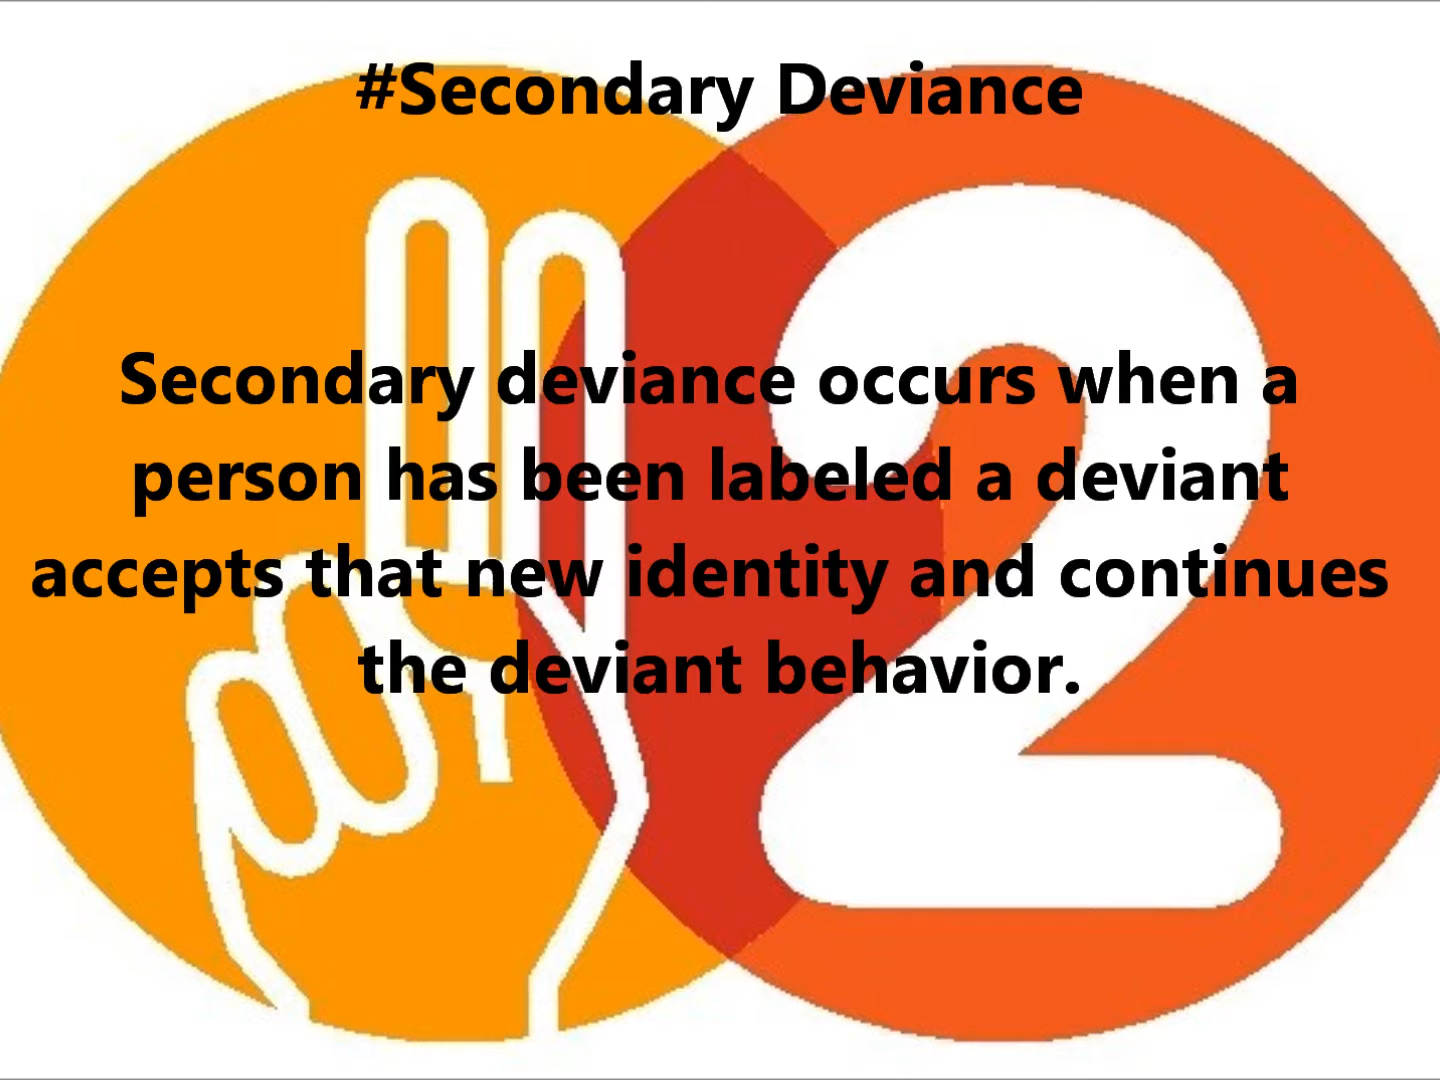 #Secondary Deviance
Secondary deviance occurs when a
person has been labeled a deviant
accepts that new identity and continues
the deviant behavior.
2